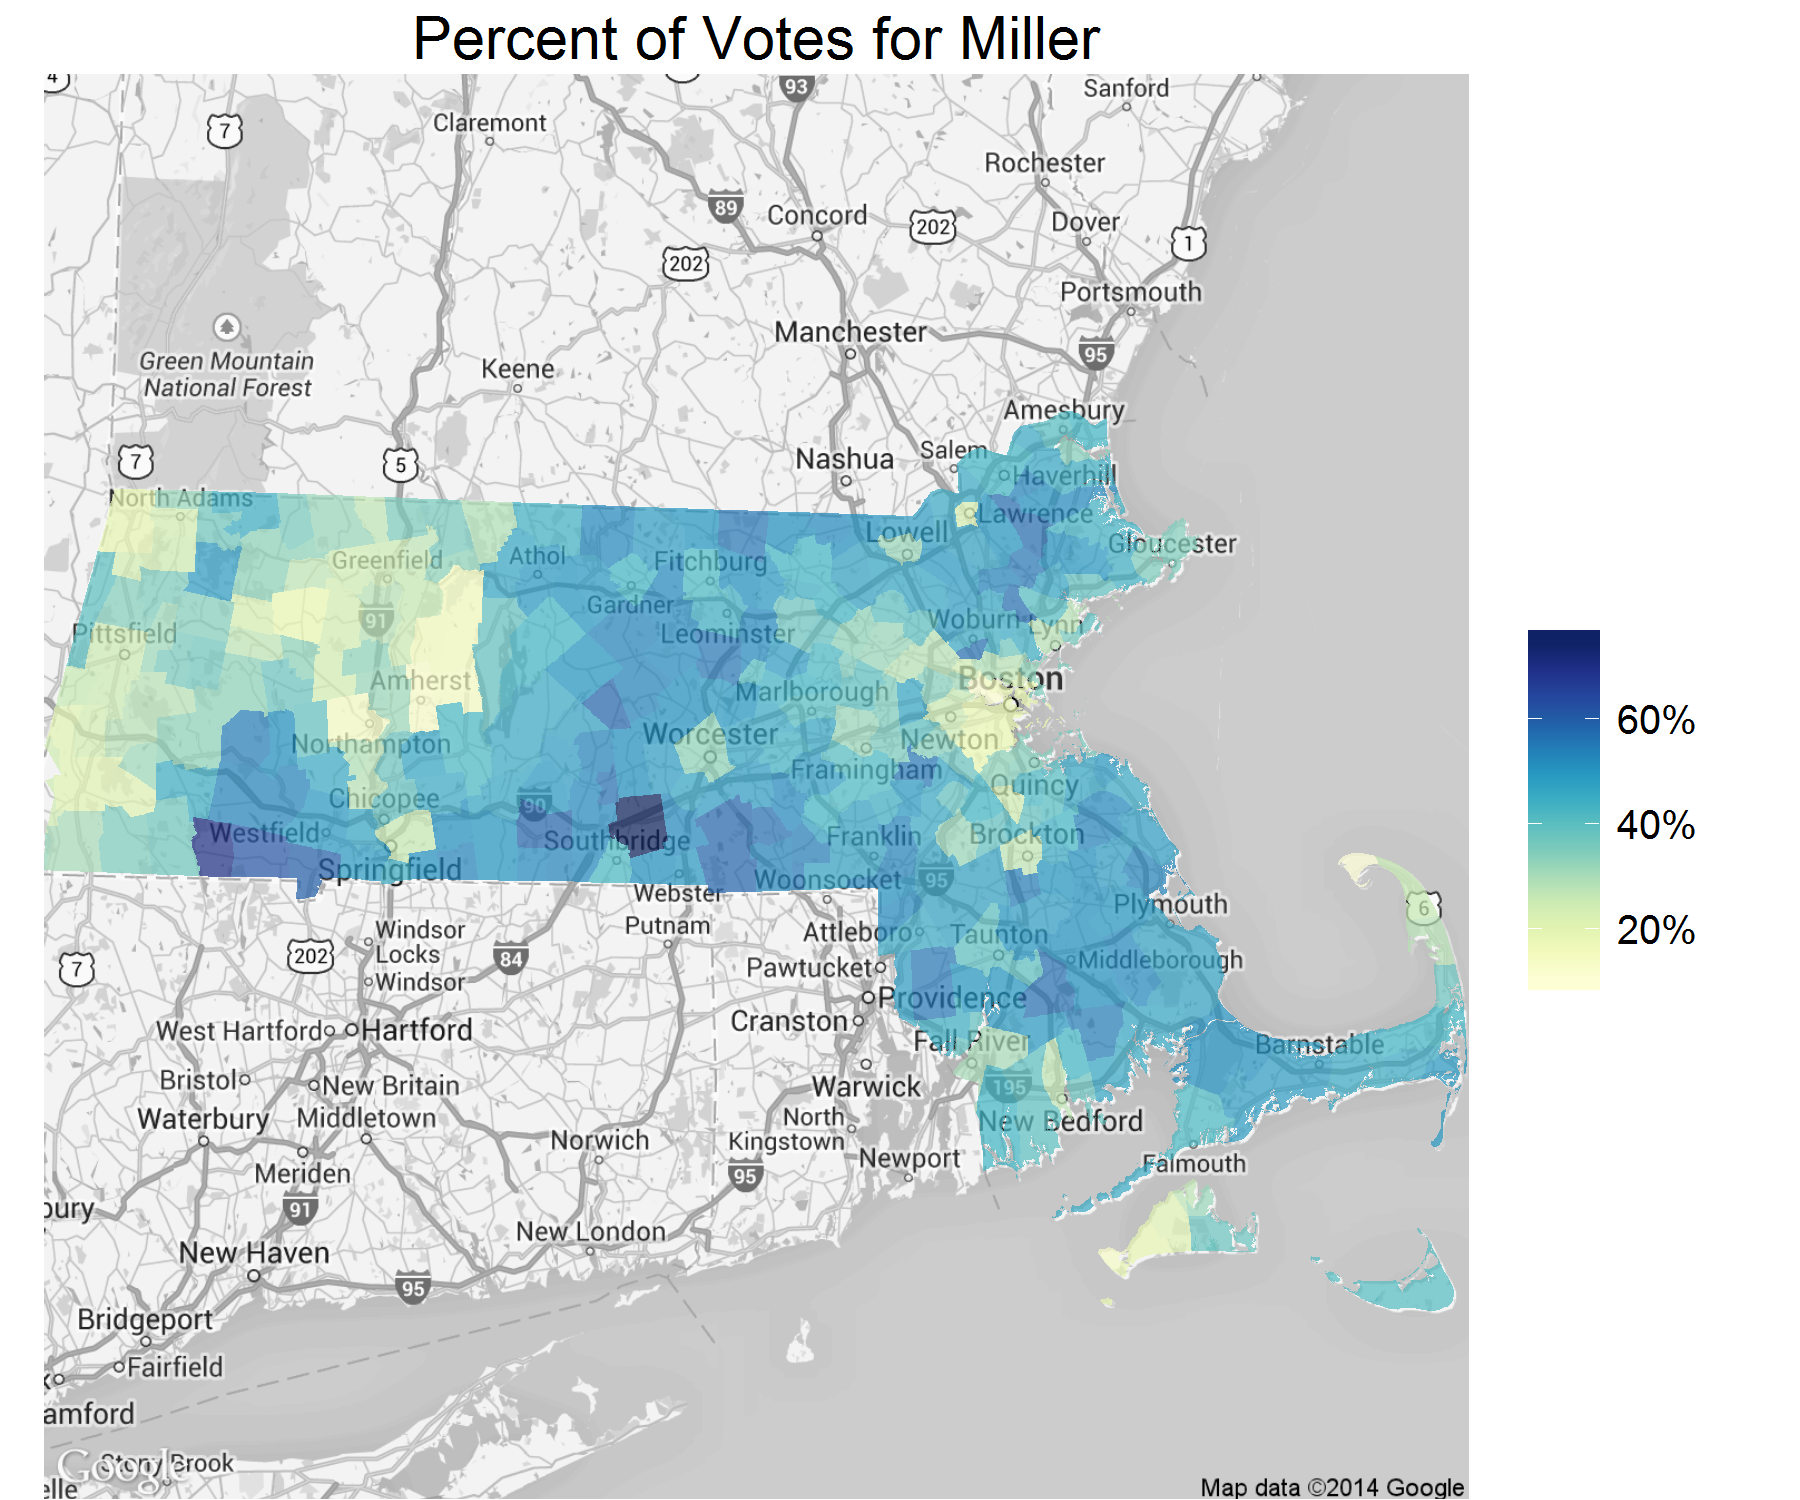 Percent of Votes for Miller
4
93
Sanford
7
Claremont
Rochester
89
Concord
202
Dover
1
202
Portsmouth
Manchester
95
Green Mountain
National Forest
Keene
Amesbury
7
5
Nashua
Salem
Haverhill
North Adams
Lowell
Lawrence
Gloucester
Greenfield
Athol
Fitchburg
91
Gardner
Pittsfield
Leominster
Woburn
Lynn
Amherst
Marlborough
Boston
Northampton
Worcester
Newton
Framingham
Quincy
Chicopee
90
Westfield
Southbridge
Franklin
Brockton
Springfield
Webster
Woonsocket
95
Plymouth
6
Windsor
Locks
Putnam
Attleboro
Taunton
7
202
84
Windsor
Pawtucket
Middleborough
West Hartford
Hartford
Providence
Cranston
Fall River
Barnstable
Bristol
New Britain
Warwick
195
Waterbury
Middletown
North
Kingstown
New Bedford
Norwich
Meriden
95
Newport
Falmouth
bury
91
New London
New Haven
95
Bridgeport
Fairfield
amford
Google
Stony Brook
elle
Map data ©2014 Google
60%
40%
20%